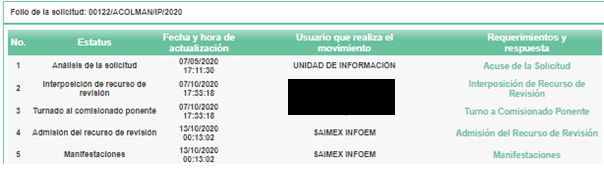 Folio de la solicitud: 00122/ACOLMAN/IP/2020
No. Estatus Fecha y hora de actualización Usuario que realiza el movimiento Requerimientos y respuesta
1 Análisis de la solicitud 07/05/2020 17:11:30 UNIDAD DE INFORMACIÓN Acuse de la Solicitud
2 Interposición de recurso de revisión 07/10/2020 17:33:18 Interposición de Recurso de Revisión
3 Turnado al comisionado ponente 07/10/2020 17:33:18 Turno a Comisionado Ponente
4 Admisión del recurso de revisión 13/10/2020 00:13:02 SAIMEX INFOEM Admisión del Recurso de Revisión
5 Manifestaciones 13/10/2020 00:13:02 SAIMEX INFOEM Manifestaciones